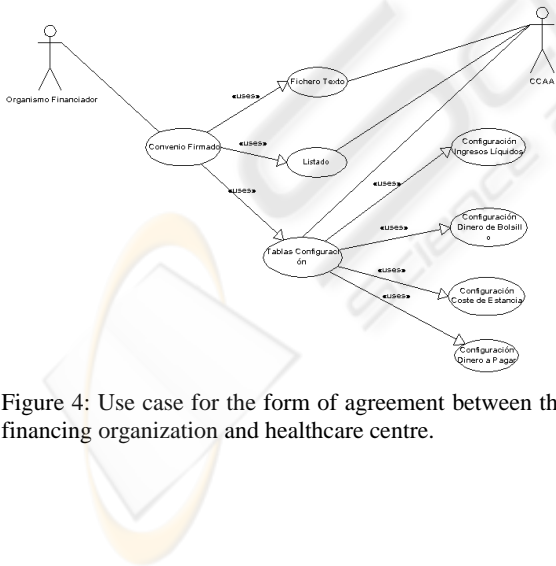 Organismo Financiador
CCAA
Fichero Texto
«uses»
Convenio Firmado
«uses»
Listado
«uses»
Configuración
Ingresos Líquidos
«uses»
Configuración
Dinero de Bolsill
o
«uses»
Tablas Configuraci
ón
«uses»
Configuración
Coste de Estancia
«uses»
Configuración
Dinero a Pagar
Figure 4: Use case for the form of agreement between th
financing organization and healthcare centre.